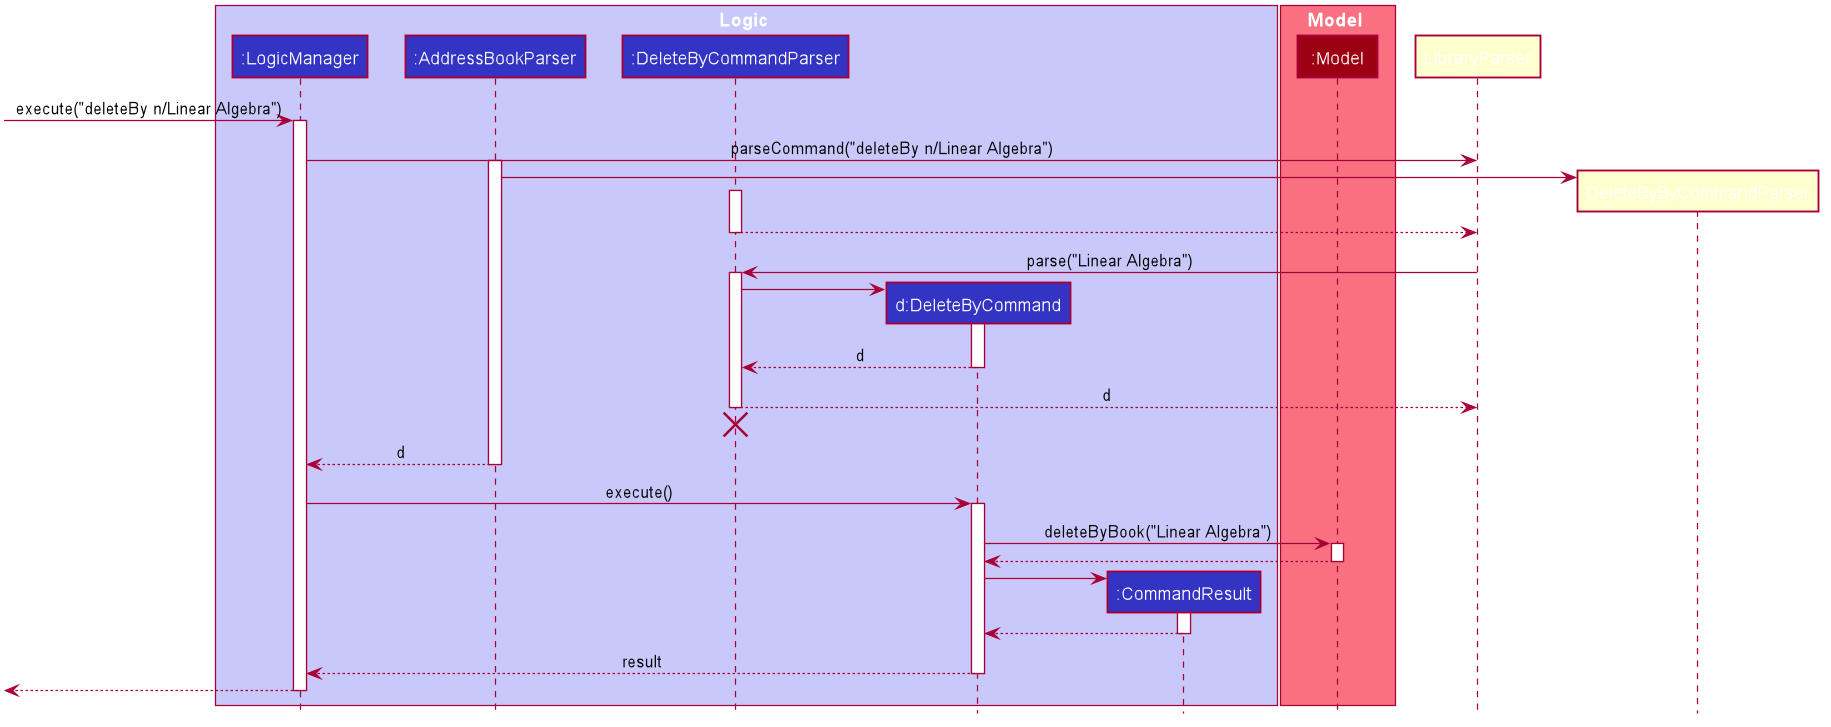 Logic
Model
:LogicManager
:AddressBookParser
:DeleteByCommandParser
:Model
LibraryParser
execute("deleteBy n/Linear Algebra")
parseCommand("deleteBy n/Linear Algebra")
DeleteByByCommandParser
parse("Linear Algebra")
d:DeleteByCommand
d
d
d
execute()
deleteByBook("Linear Algebra")
:CommandResult
result